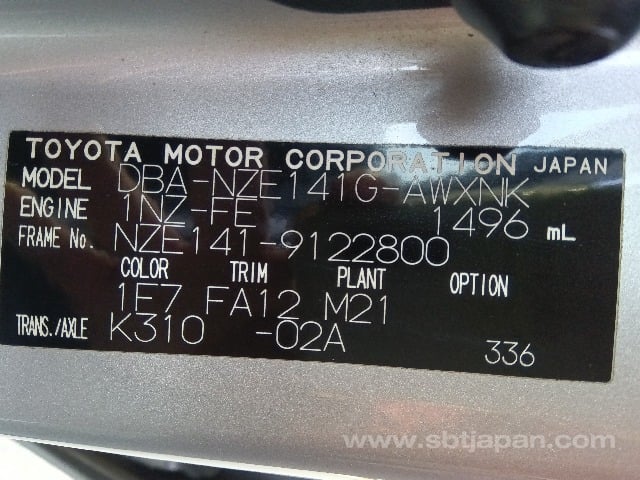 TOYOTA MOTOR CORPORATION JAPAN
MODEL DBA-NZE141G-AWXNK
ENGINE 1NZ-FE 1496 mL
FRAME No. NZE141-9122800
COLOR TRIM PLANT OPTION
1E7 FA12 M21
TRANS./AXLE K310 -02A 336
www.sbtjapan.com